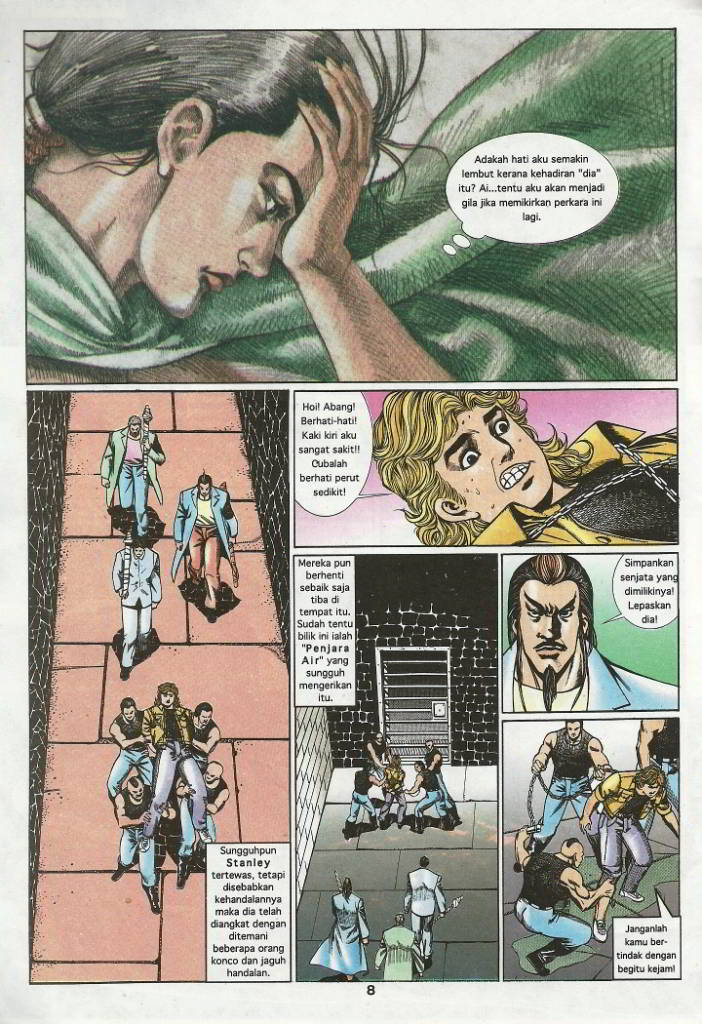 Adakah hati aku semakin
lembut kerana kehadiran "dia"
itu? Ai...tentu aku akan menjadi
gila jika memikirkan perkara ini
lagi.
Hoi! Abang!
Berhati-hati!
Kaki kiri aku
sangat sakit!!
Cubalah
berhati perut
sedikit!
Sungguhpun
Stanley
tertewas, tetapi
disebabkan
kehandalannya
maka dia telah
diangkat dengan
ditemani
beberapa orang
konco dan jaguh
handalan.
Mereka pun
berhenti
sebaik saja
tiba di
tempat itu.
Sudah tentu
bilik ini ialah
"Penjara
Air" yang
sungguh
mengerikan
itu.
Simpankan
senjata yang
dimilikinya!
Lepaskan
dia!
Janganlah
kamu ber-
tindak dengan
begitu kejam!
8